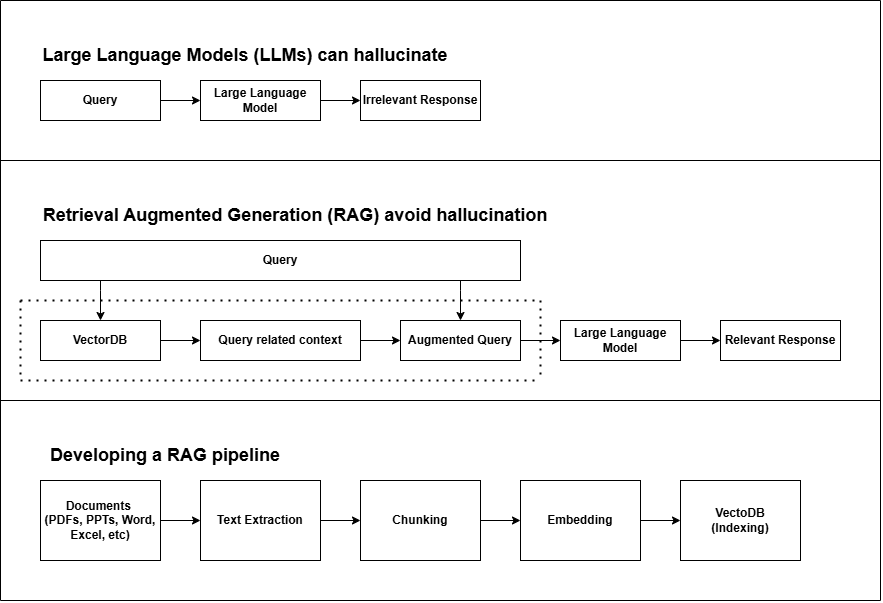 Large Language Models (LLMs) can hallucinate
Query
Large Language
Model
Irrelevant Response
Retrieval Augmented Generation (RAG) avoid hallucination
Query
VectorDB
Query related context
Augmented Query
Large Language
Model
Relevant Response
Developing a RAG pipeline
Documents
(PDFs, PPTs, Word,
Excel, etc)
Text Extraction
Chunking
Embedding
VectoDB
(Indexing)